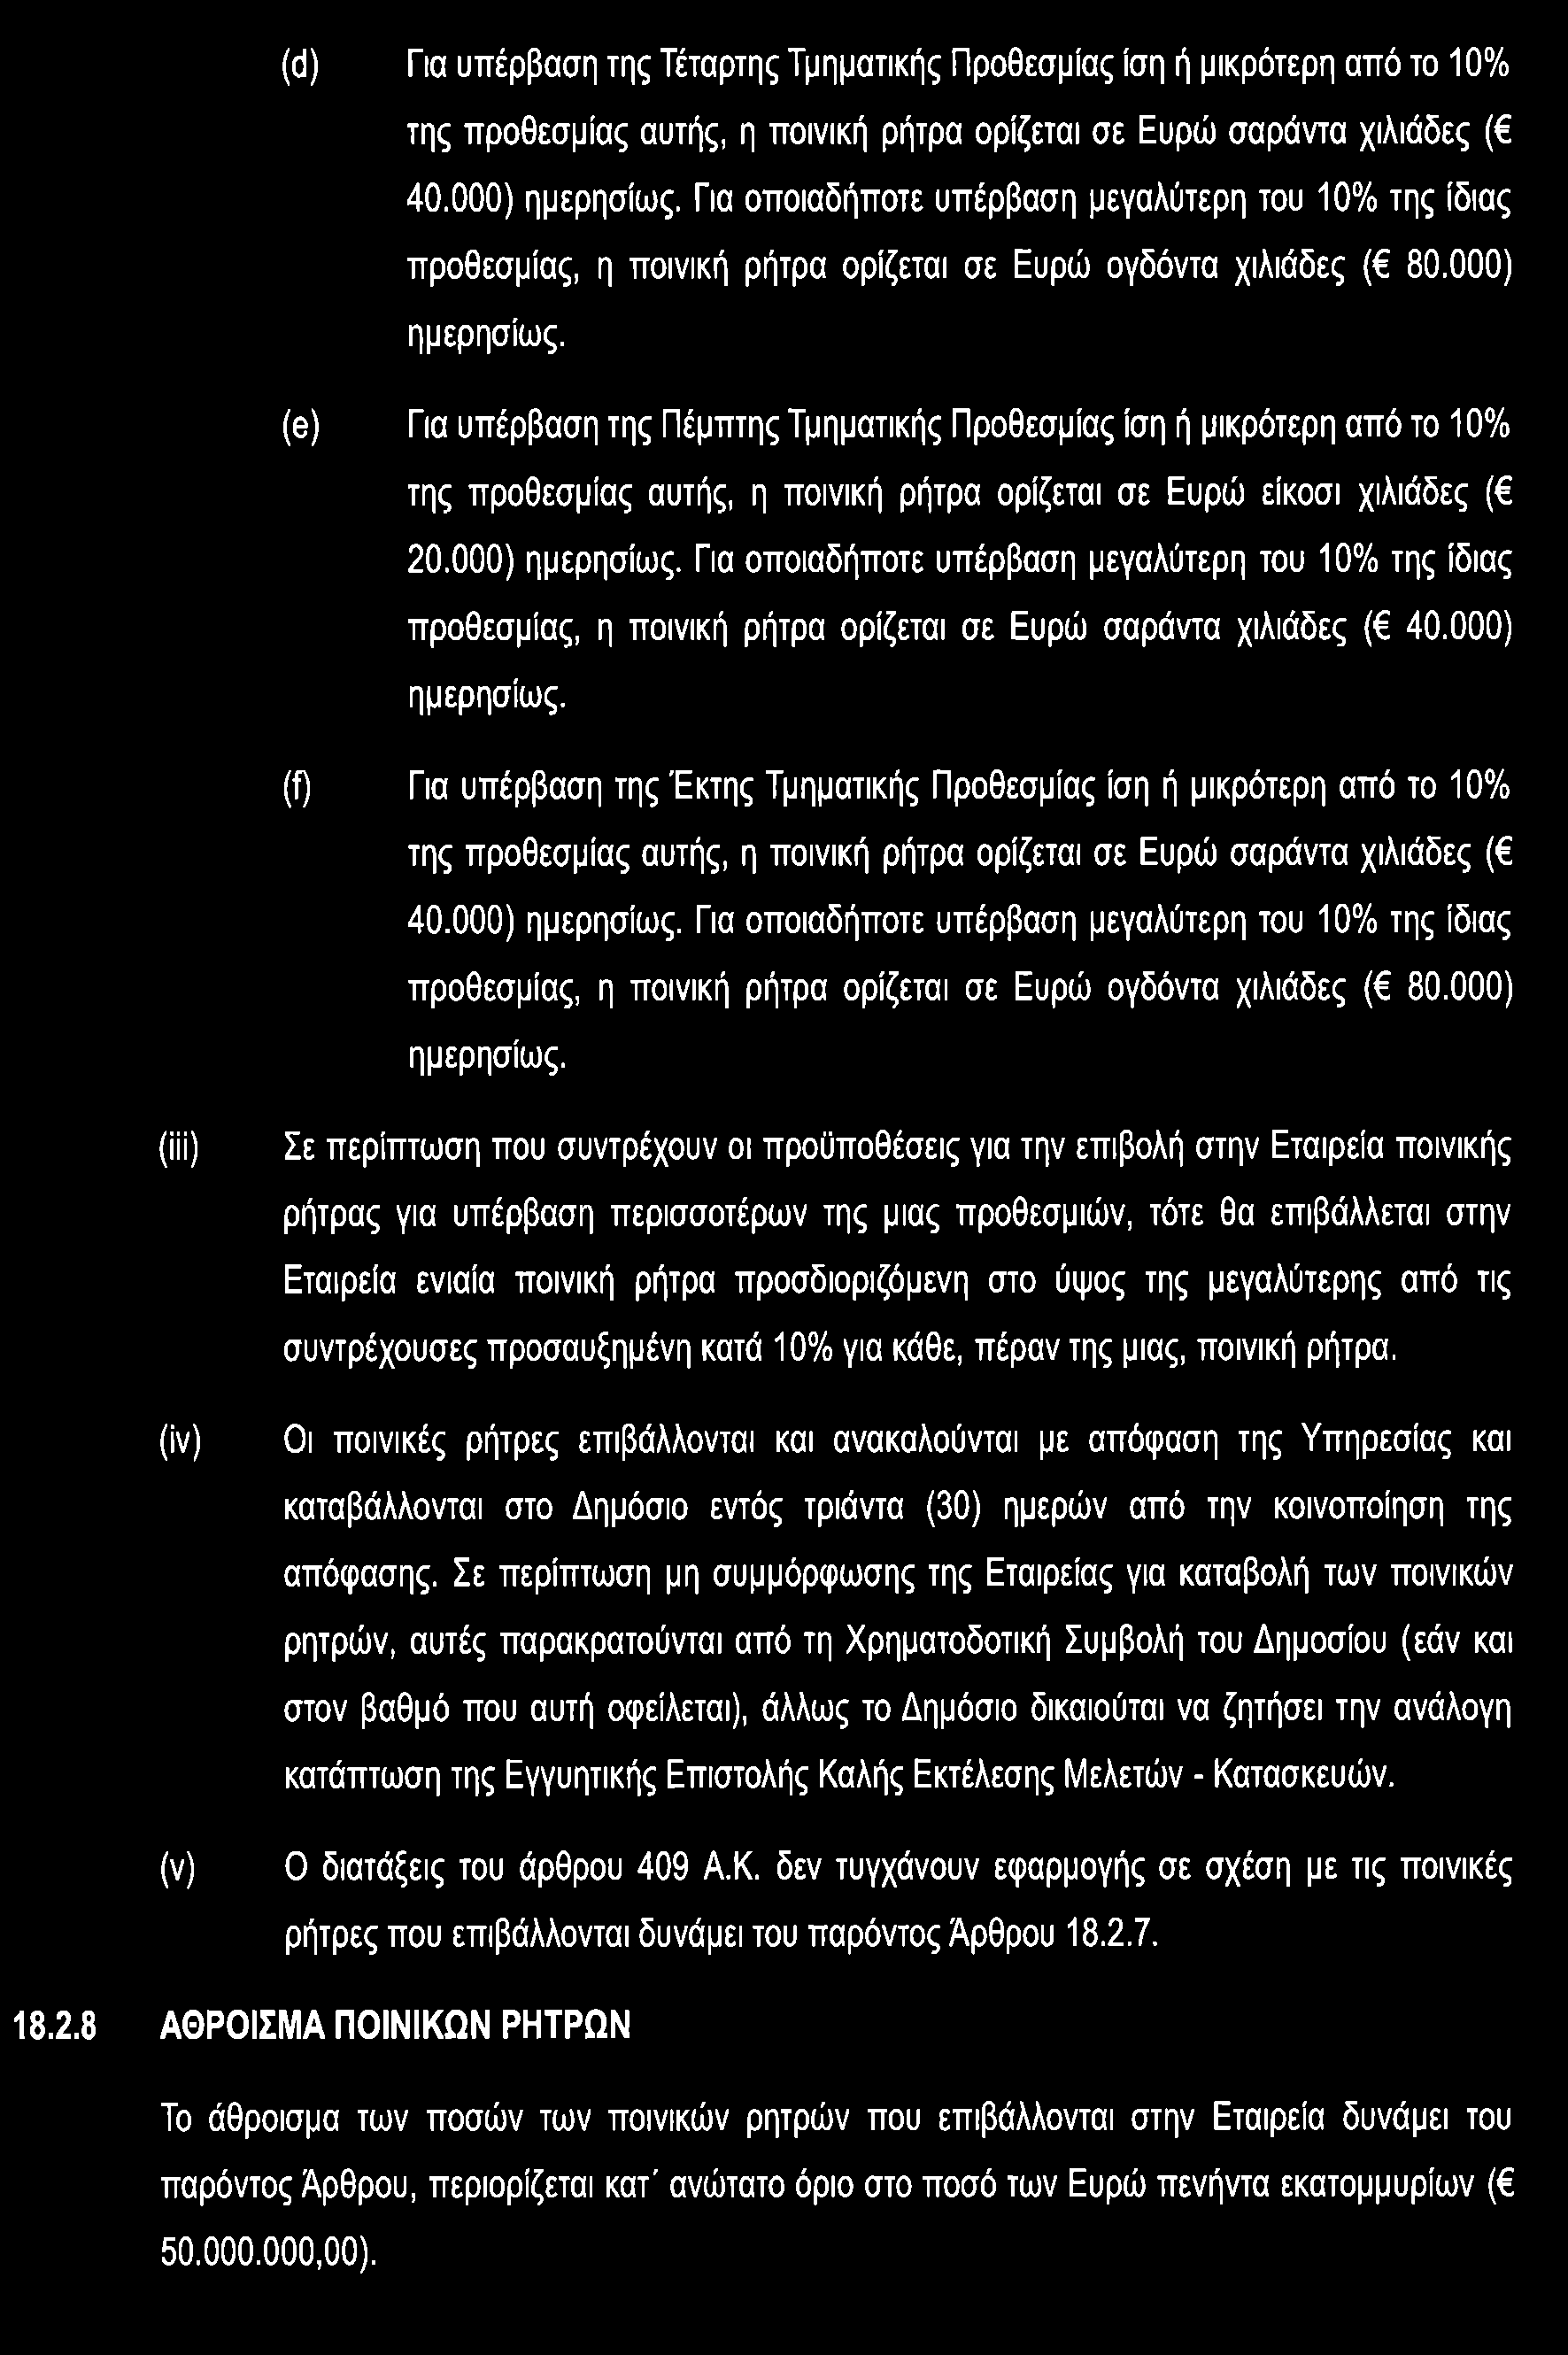 (d) Για υπέρβαση της Τέταρτης Τμηματικής Προθεσμίας ίση ή μικρότερη από το 10%
της προθεσμίας αυτής, η ποινική ρήτρα ορίζεται σε Ευρώ σαράντα χιλιάδες (€
40.000) ημερησίως. Για οποιαδήποτε υπέρβαση μεγαλύτερη του 10% της ίδιας
προθεσμίας, η ποινική ρήτρα ορίζεται σε Ευρώ ογδόντα χιλιάδες (€ 80.000)
ημερησίως.
(e) Για υπέρβαση της Πέμπτης Τμηματικής Προθεσμίας ίση ή μικρότερη από το 10%
της προθεσμίας αυτής, η ποινική ρήτρα ορίζεται σε Ευρώ είκοσι χιλιάδες (€
20.000) ημερησίως. Για οποιαδήποτε υπέρβαση μεγαλύτερη του 10% της ίδιας
προθεσμίας, η ποινική ρήτρα ορίζεται σε Ευρώ σαράντα χιλιάδες (€ 40.000)
ημερησίως.
(f) Για υπέρβαση της Έκτης Τμηματικής Προθεσμίας ίση ή μικρότερη από το 10%
της προθεσμίας αυτής, η ποινική ρήτρα ορίζεται σε Ευρώ σαράντα χιλιάδες (€
40.000) ημερησίως. Για οποιαδήποτε υπέρβαση μεγαλύτερη του 10% της ίδιας
προθεσμίας, η ποινική ρήτρα ορίζεται σε Ευρώ ογδόντα χιλιάδες (€ 80.000)
ημερησίως.
(iii) Σε περίπτωση που συντρέχουν οι προϋποθέσεις για την επιβολή στην Εταιρεία ποινικής
ρήτρας για υπέρβαση περισσοτέρων της μιας προθεσμιών, τότε θα επιβάλλεται στην
Εταιρεία ενιαία ποινική ρήτρα προσδιοριζόμενη στο ύψος της μεγαλύτερης από τις
συντρέχουσες προσαυξημένη κατά 10% για κάθε, πέραν της μιας, ποινική ρήτρα.
(iv) Οι ποινικές ρήτρες επιβάλλονται και ανακαλούνται με απόφαση της Υπηρεσίας και
καταβάλλονται στο Δημόσιο εντός τριάντα (30) ημερών από την κοινοποίηση της
απόφασης. Σε περίπτωση μη συμμόρφωσης της Εταιρείας για καταβολή των ποινικών
ρητρών, αυτές παρακρατούνται από τη Χρηματοδοτική Συμβολή του Δημοσίου (εάν και
στον βαθμό που αυτή οφείλεται), άλλως το Δημόσιο δικαιούται να ζητήσει την ανάλογη
κατάπτωση της Εγγυητικής Επιστολής Καλής Εκτέλεσης Μελετών - Κατασκευών.
(v) Ο διατάξεις του άρθρου 409 Α.Κ. δεν τυγχάνουν εφαρμογής σε σχέση με τις ποινικές
ρήτρες που επιβάλλονται δυνάμει του παρόντος Άρθρου 18.2.7.
18.2.8 ΑΘΡΟΙΣΜΑ ΠΟΙΝΙΚΩΝ ΡΗΤΡΩΝ
Το άθροισμα των ποσών των ποινικών ρητρών που επιβάλλονται στην Εταιρεία δυνάμει του
παρόντος Άρθρου, περιορίζεται κατ΄ ανώτατο όριο στο ποσό των Ευρώ πενήντα εκατομμυρίων (€
50.000.000,00).